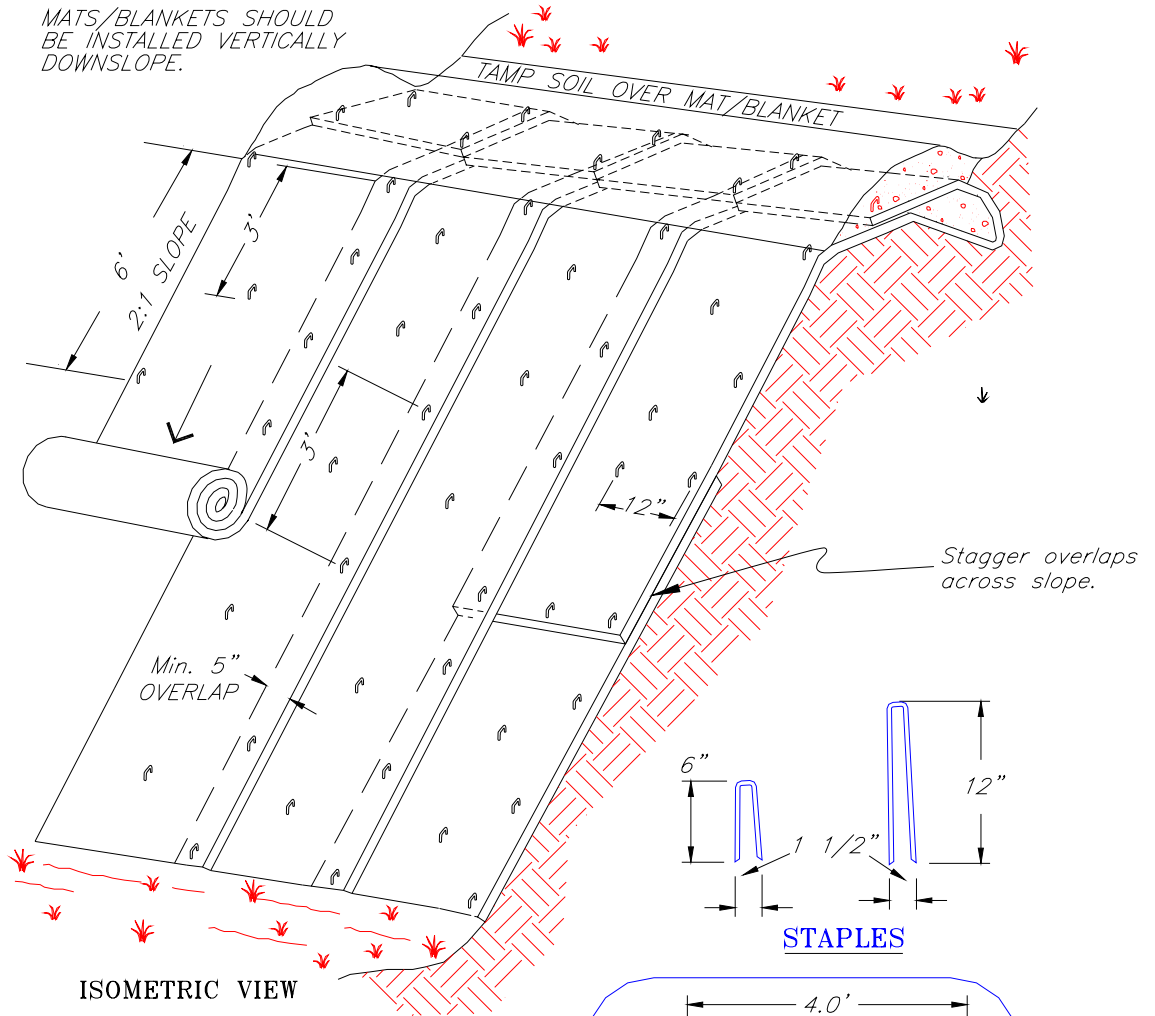 MATS/BLANKETS SHOULD
BE INSTALLED VERTICALLY
DOWNSLOPE.
TAMP SOIL OVER MAT/BLANKET
6'
2:1 SLOPE
3'
3'
12"
Stagger overlaps
across slope.
Min. 5"
OVERLAP
6"
12"
1 1/2"
STAPLES
ISOMETRIC VIEW
4.0'